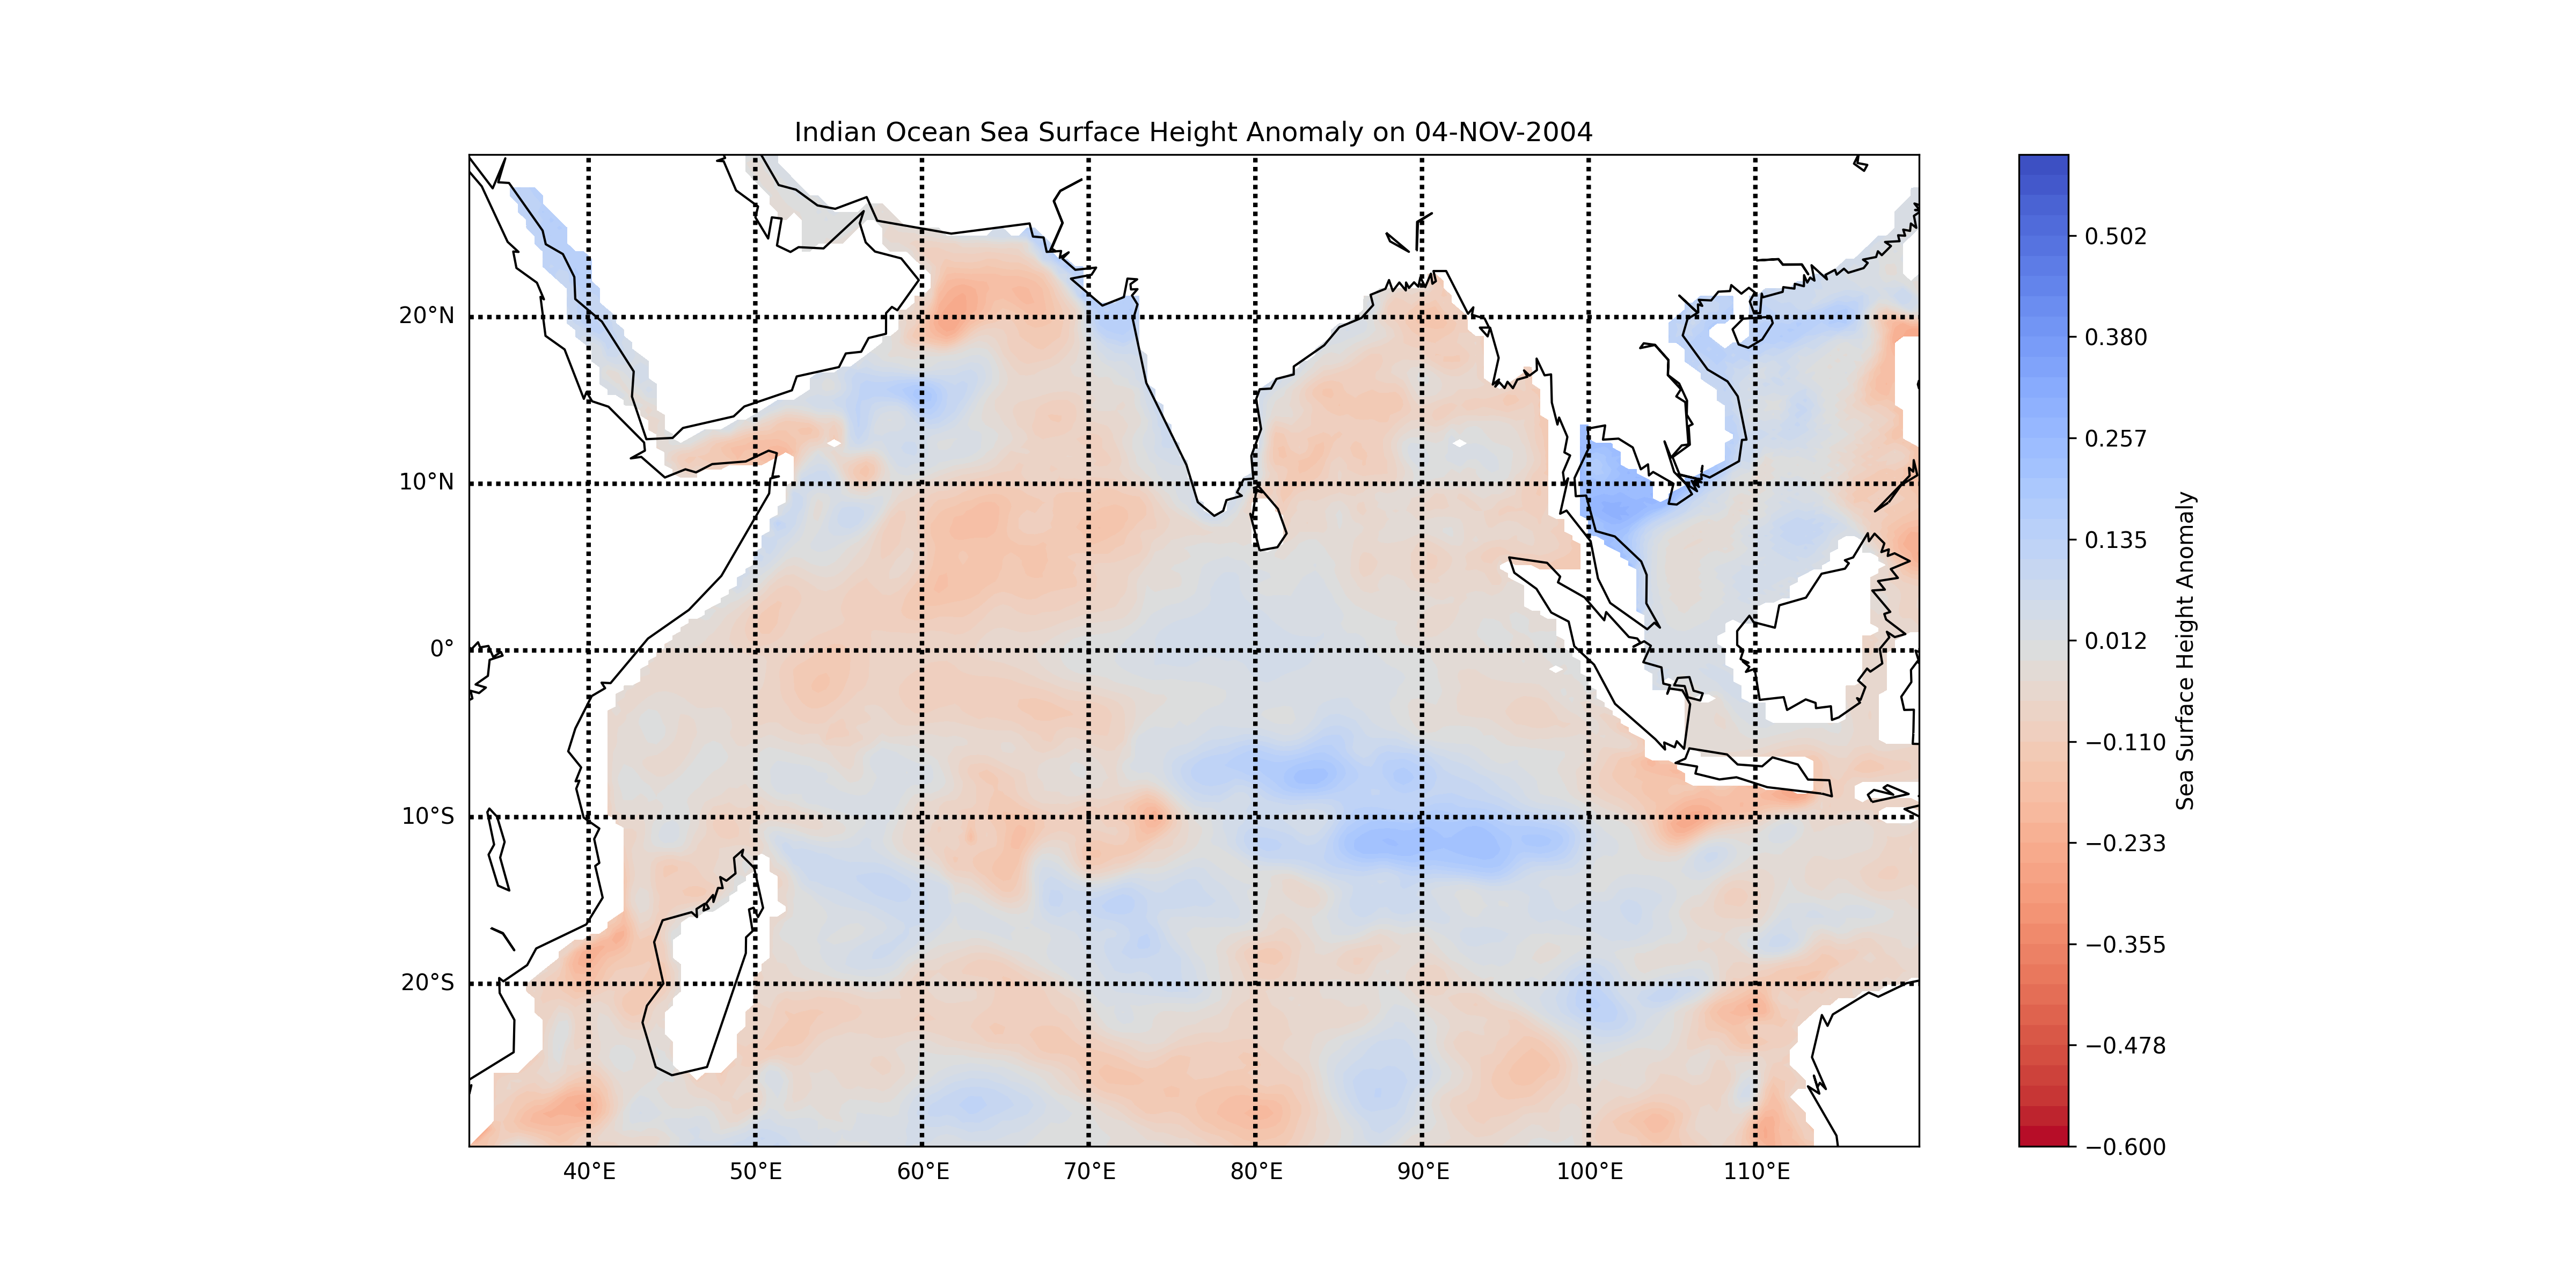 Indian Ocean Sea Surface Height Anomaly on 04-NOV-2004
20°N
10°N
0°
10°S
20°S
40°E
50°E
60°E
70°E
80°E
90°E
100°E
110°E
0.502
0.380
0.257
0.135
0.012
−0.110
−0.233
−0.355
−0.478
−0.600
Sea Surface Height Anomaly